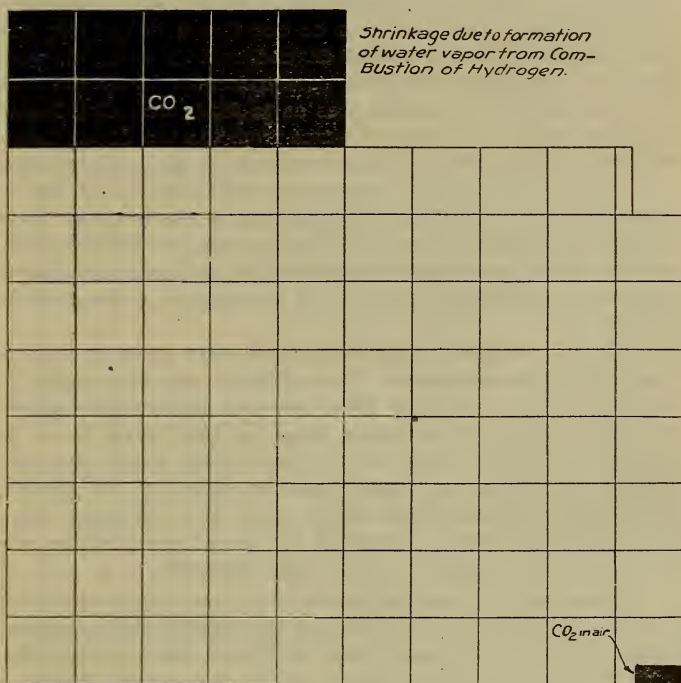 Shrinkage due to formation
of water vapor from Com-
Bustion of Hydrogen.
CO2
CO2 in air